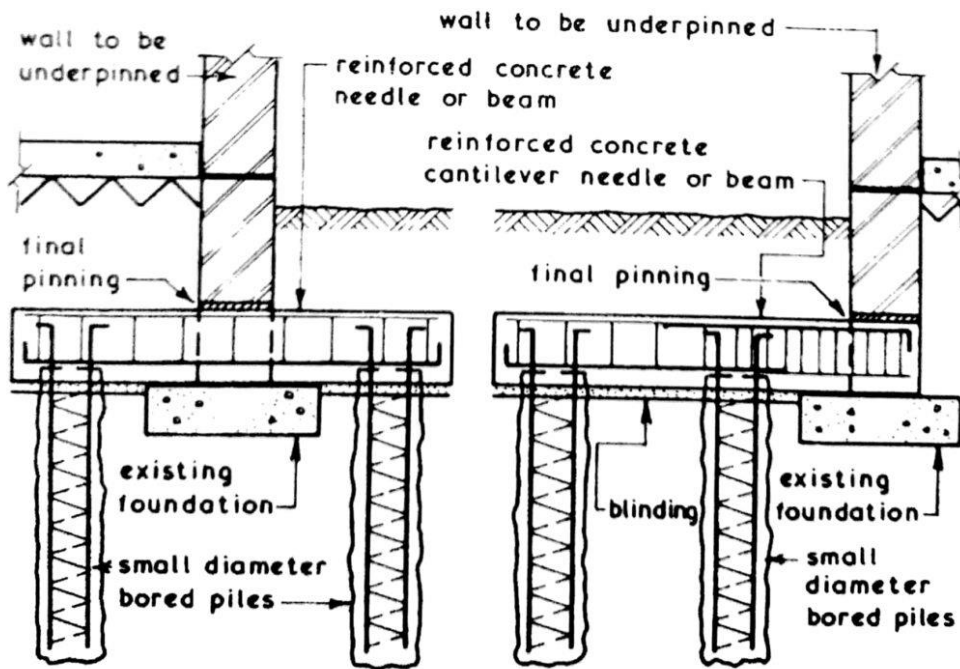 wall to be
underpinned
reinforced concrete
needle or beam
final
pinning
existing
foundation
small diameter
bored piles
wall to be underpinned
reinforced concrete
cantilever needle or beam
final pinning
blinding
existing
foundation
small
diameter
bored piles